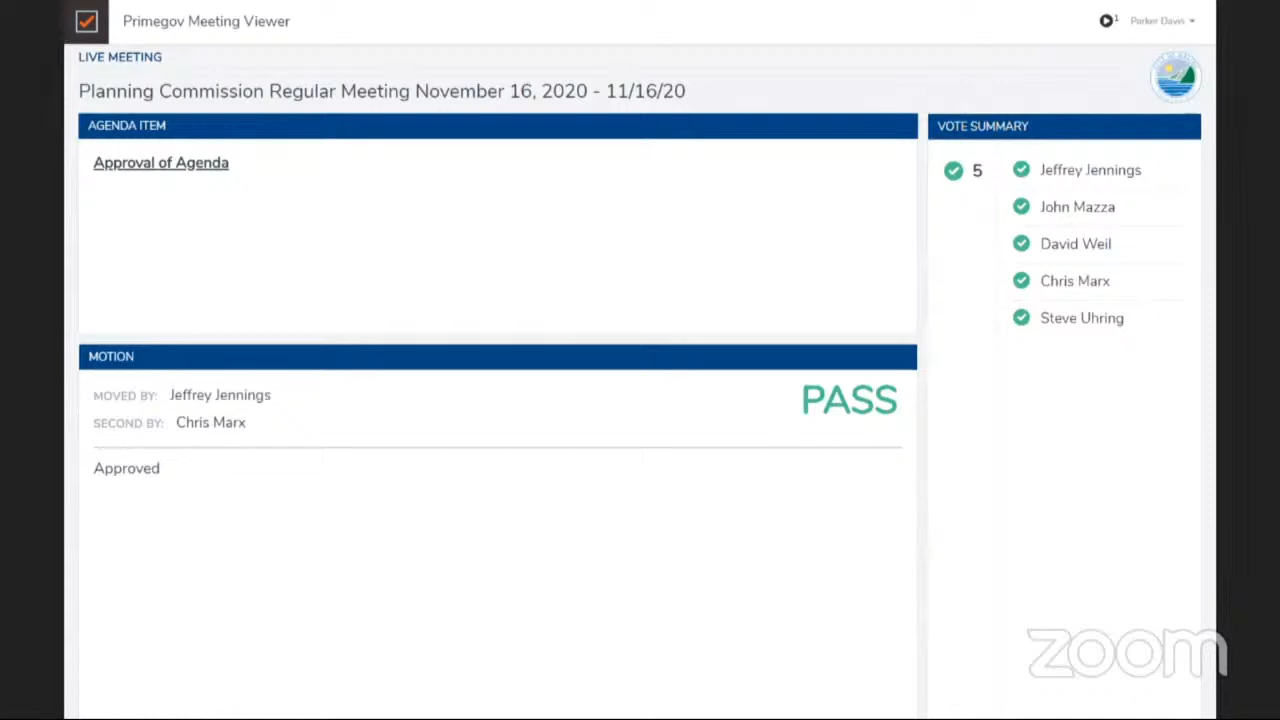 Primegov Meeting Viewer
1
Parker Davis
LIVE MEETING
Planning Commission Regular Meeting November 16, 2020 - 11/16/20
AGENDA ITEM
Approval of Agenda
VOTE SUMMARY
5
Jeffrey Jennings
John Mazza
David Weil
Chris Marx
Steve Uhring
MOTION
MOVED BY: Jeffrey Jennings
PASS
SECOND BY: Chris Marx
Approved
zoom